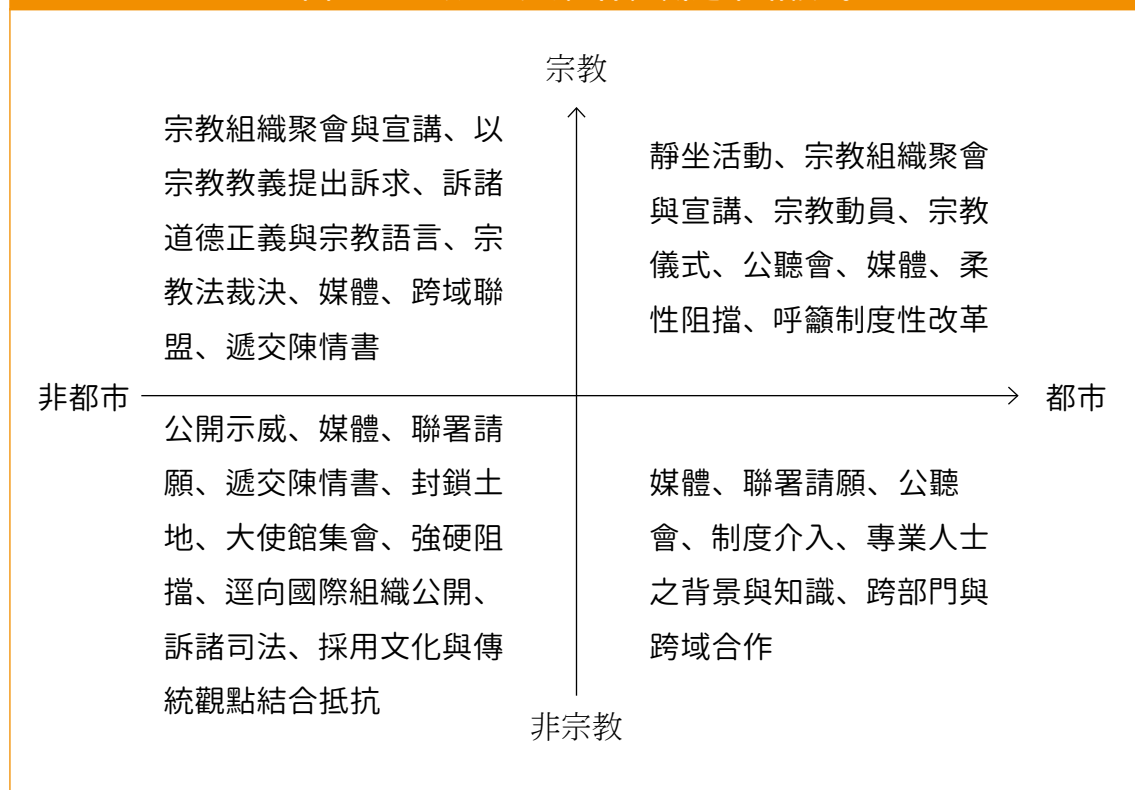 宗教
宗教組織聚會與宣講、以
宗教教義提出訴求、訴諸
道德正義與宗教語言、宗
教法裁決、媒體、跨域聯
盟、遞交陳情書
靜坐活動、宗教組織聚會
與宣講、宗教動員、宗教
儀式、公聽會、媒體、柔
性阻擋、呼籲制度性改革
非都市
都市
公開示威、媒體、聯署請
願、遞交陳情書、封鎖土
地、大使館集會、強硬阻
擋、逕向國際組織公開、
訴諸司法、採用文化與傳
統觀點結合抵抗
媒體、聯署請願、公聽
會、制度介入、專業人士
之背景與知識、跨部門與
跨域合作
非宗教